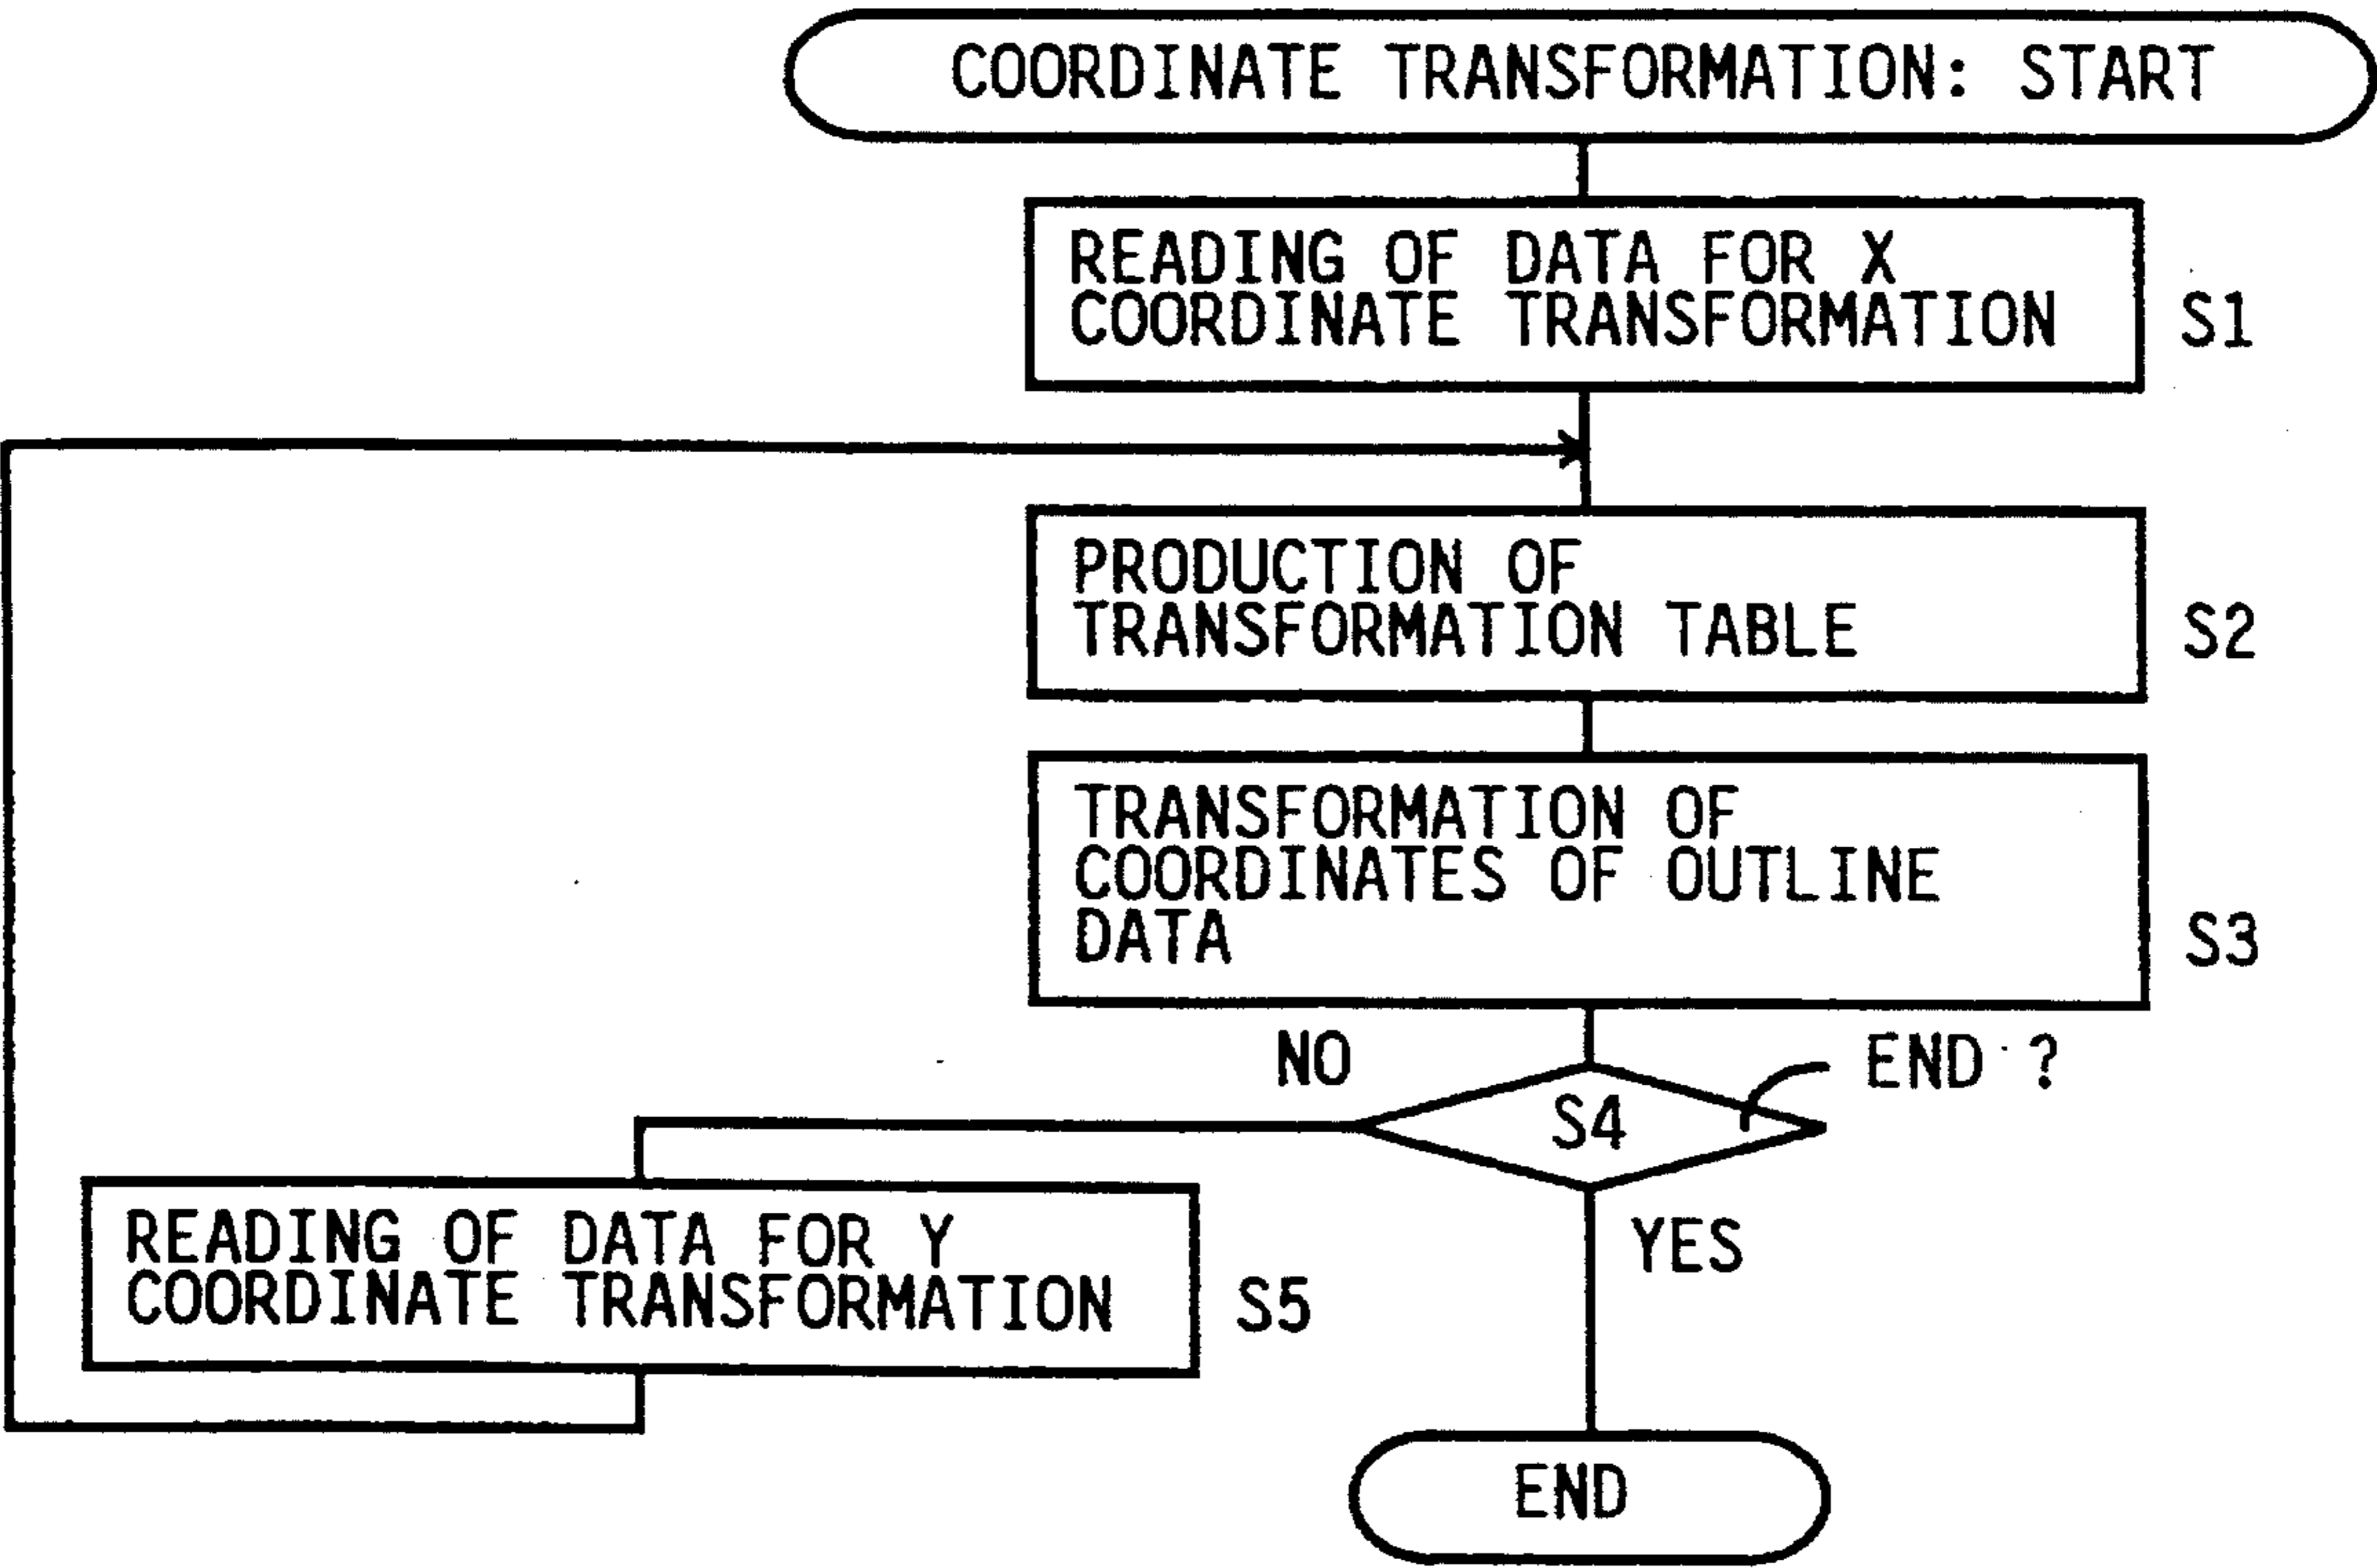 COORDINATE TRANSFORMATION: START
READING OF DATA FOR X
COORDINATE TRANSFORMATION
S1
PRODUCTION OF
TRANSFORMATION TABLE
S2
TRANSFORMATION OF
COORDINATES OF OUTLINE
DATA
S3
NO
END ?
S4
YES
READING OF DATA FOR Y
COORDINATE TRANSFORMATION
S5
END